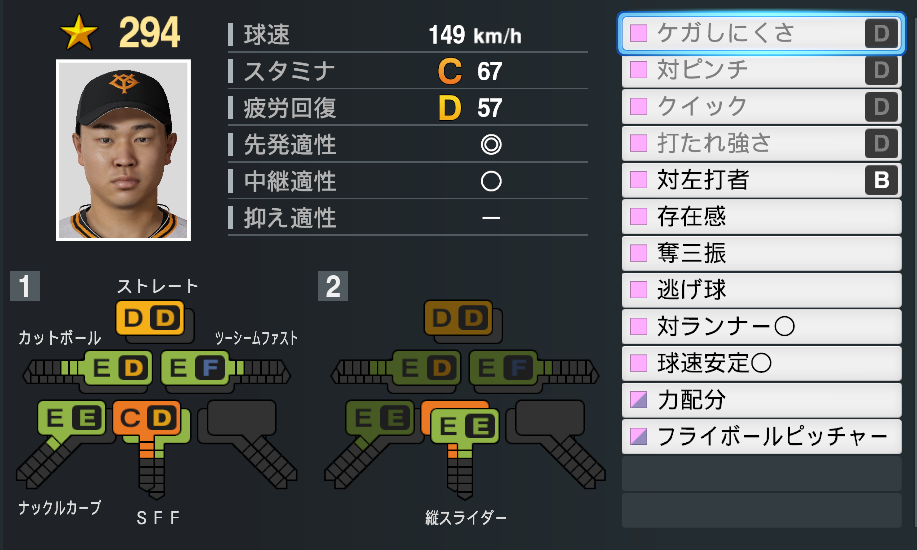 294
球速 149 km/h
スタミナ C 67
疲労回復 D 57
先発適性 ◎
中継適性 ○
抑え適性 －
ケガしにくさ D
対ピンチ D
クイック D
打たれ強さ D
対左打者 B
存在感
奪三振
逃げ球
対ランナー○
球速安定○
力配分
フライボールピッチャー
1
ストレート
D D
カットボール
ツーシームファスト
E D
E F
E E
C D
ナックルカーブ
SFF
2
D D
E D
E F
E E
E E
縦スライダー